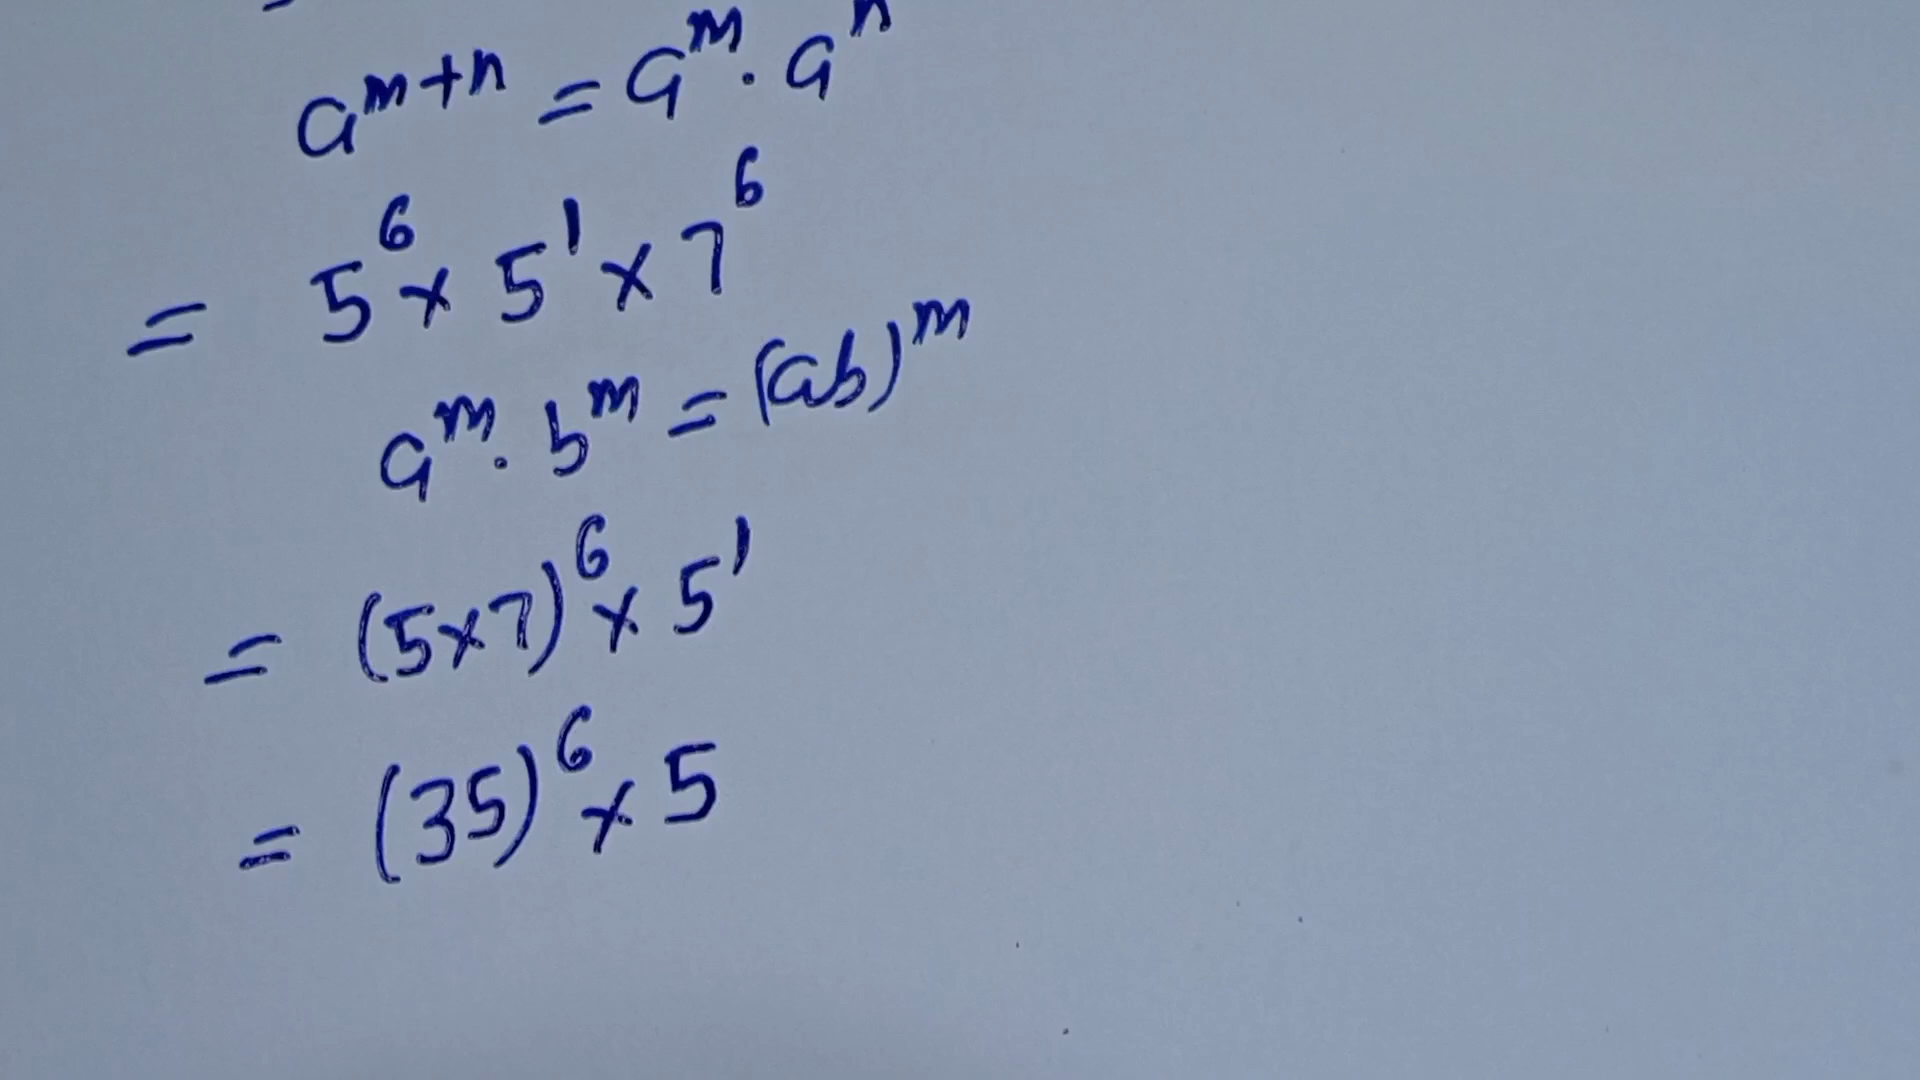 a^{m+n} = a^m . a^n
= 5^6 × 5^1 × 7^6
a^m . b^m = (ab)^m
= (5×7)^6 × 5^1
= (35)^6 × 5